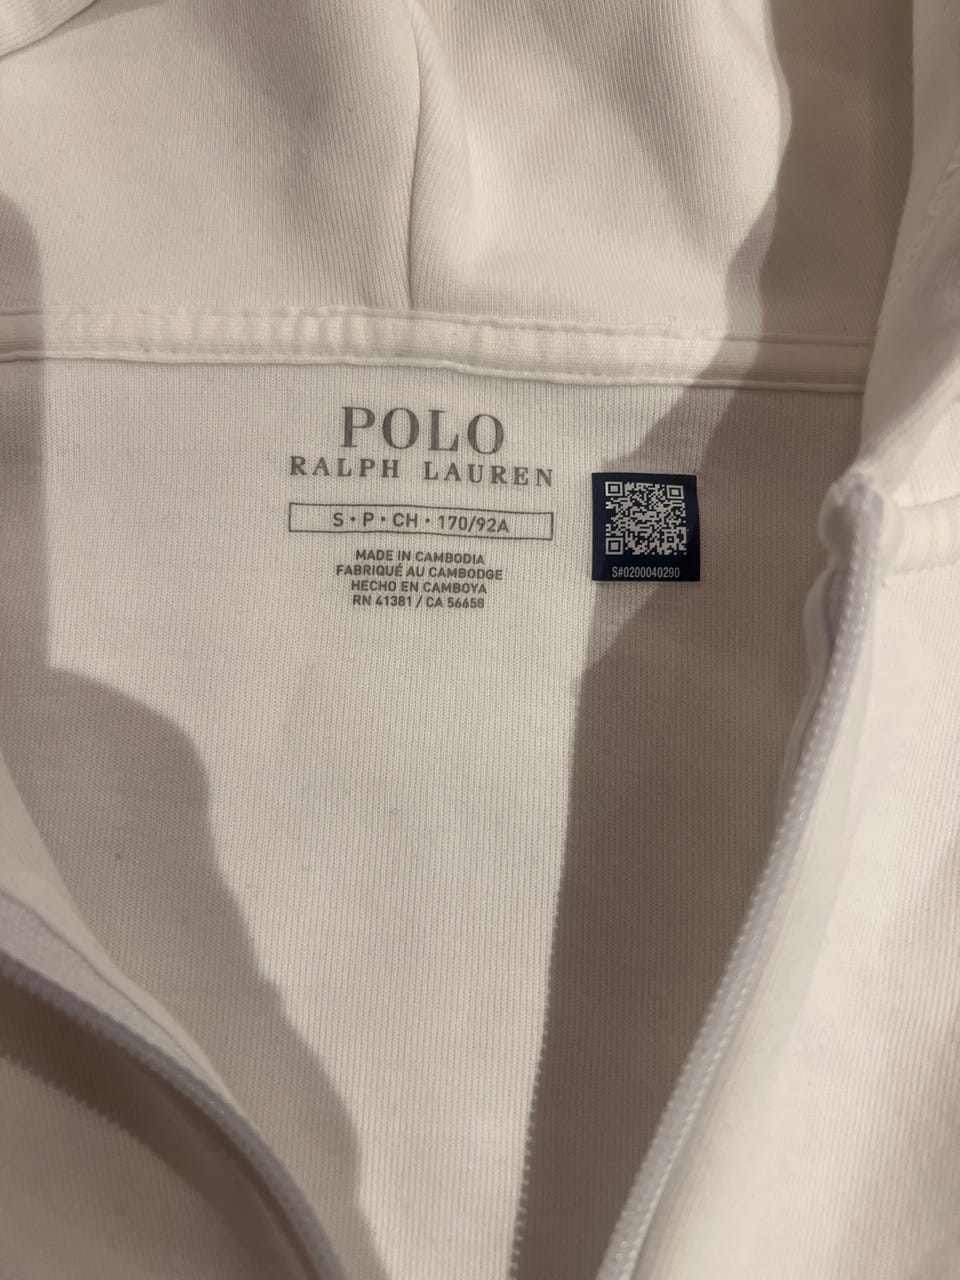 POLO
RALPH LAUREN
S • P • CH • 170/92A
MADE IN CAMBODIA
FABRIQUÉ AU CAMBODGE
HECHO EN CAMBOYA
RN 41381 / CA 56658
S#0200040290